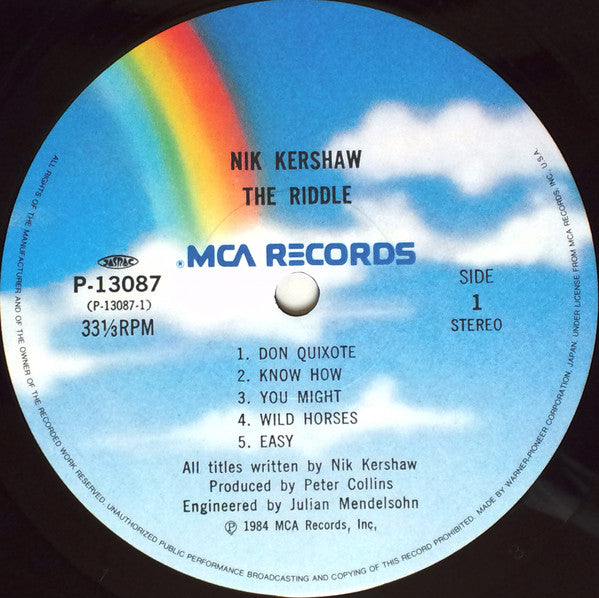 NIK KERSHAW
THE RIDDLE
®MCA RECORDS
JASRAC
P-13087
(P-13087-1)
33⅓RPM
SIDE
1
STEREO
1. DON QUIXOTE
2. KNOW HOW
3. YOU MIGHT
4. WILD HORSES
5. EASY
All titles written by Nik Kershaw
Produced by Peter Collins
Engineered by Julian Mendelsohn
Ⓟ 1984 MCA Records, Inc,
ALL RIGHTS OF THE MANUFACTURER AND OF THE OWNER OF THE RECORDED WORK RESERVED. UNAUTHORIZED PUBLIC PERFORMANCE BROADCASTING AND COPYING OF THIS RECORD PROHIBITED. MADE BY WARNER-PIONEER CORPORATION, JAPAN. UNDER LICENSE FROM MCA RECORDS INC, U.S.A.